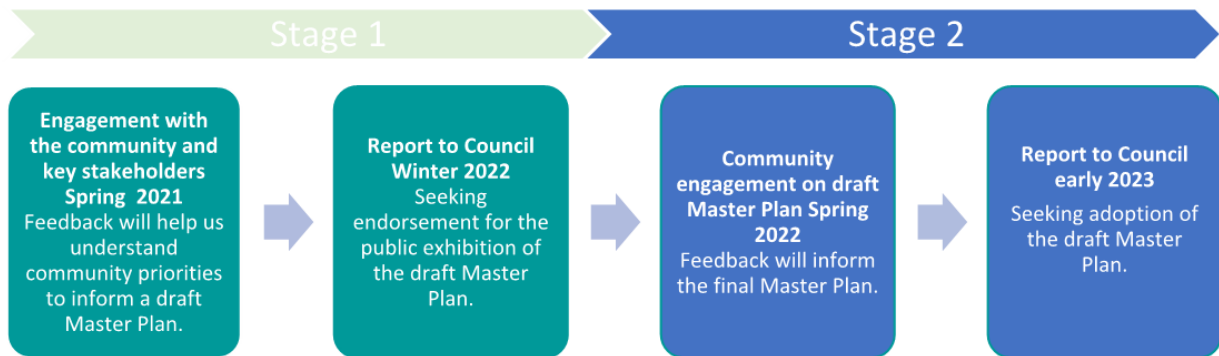 Stage 1
Stage 2
Engagement with
the community and
key stakeholders
Spring 2021
Feedback will help us
understand
community priorities
to inform a draft
Master Plan.
Report to Council
Winter 2022
Seeking
endorsement for the
public exhibition of
the draft Master
Plan.
Community
engagement on draft
Master Plan Spring
2022
Feedback will inform
the final Master Plan.
Report to Council
early 2023
Seeking adoption of
the draft Master
Plan.